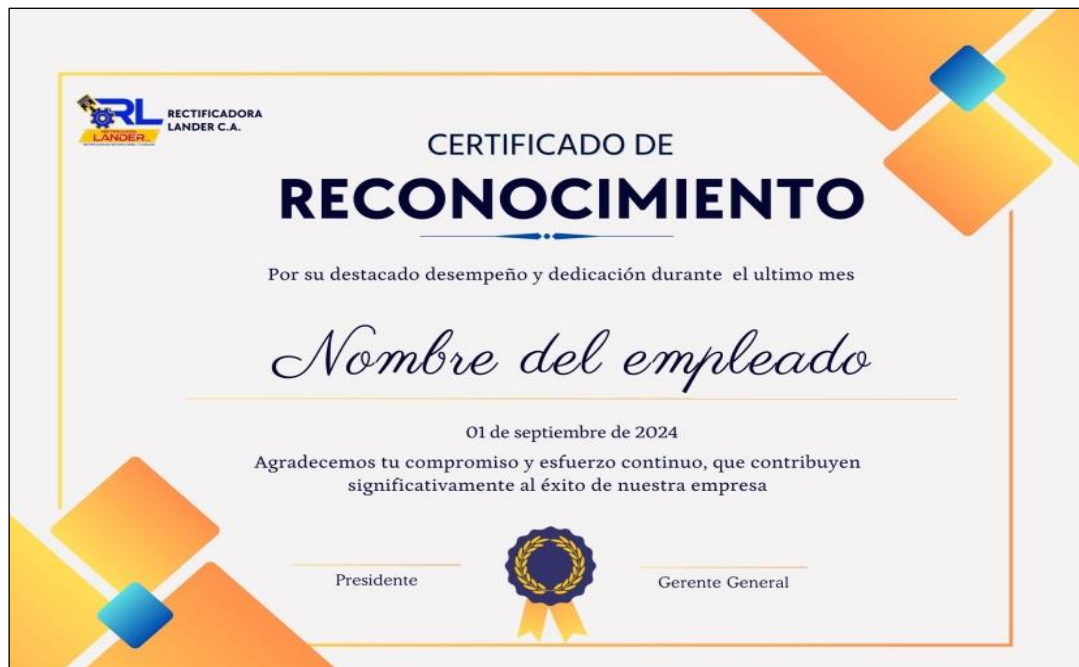 RL
RECTIFICADORA
LANDER C.A.
LANDER
CERTIFICADO DE
RECONOCIMIENTO
Por su destacado desempeño y dedicación durante el ultimo mes
Nombre del empleado
01 de septiembre de 2024
Agradecemos tu compromiso y esfuerzo continuo, que contribuyen
significativamente al éxito de nuestra empresa
Presidente
Gerente General